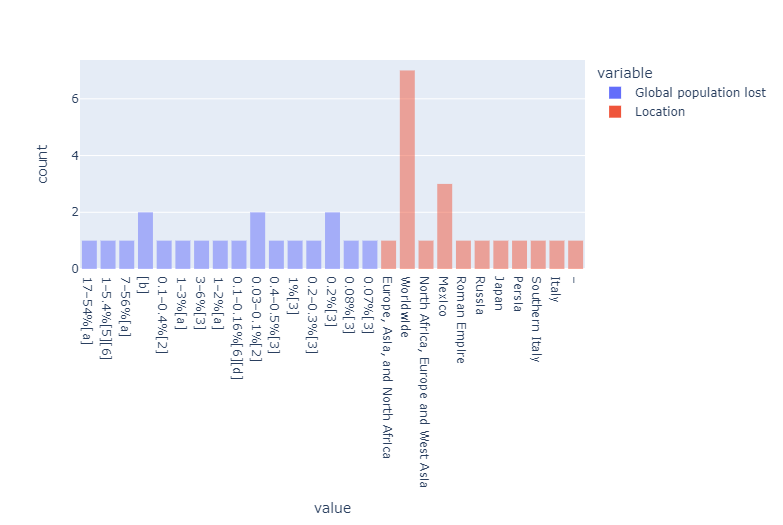 variable
Global population lost
Location
count
6
4
2
0
17–54%[a]
1–5.4%[5][6]
7–56%[a]
[b]
0.1–0.4%[2]
1–3%[a]
3–6%[3]
1–2%[a]
0.1–0.16%[6][d]
0.03–0.1%[2]
0.4–0.5%[3]
1%[3]
0.2–0.3%[3]
0.2%[3]
0.08%[3]
0.07%[3]
Europe, Asia, and North Africa
Worldwide
North Africa, Europe and West Asia
Mexico
Roman Empire
Russia
Japan
Persia
Southern Italy
Italy
–
value